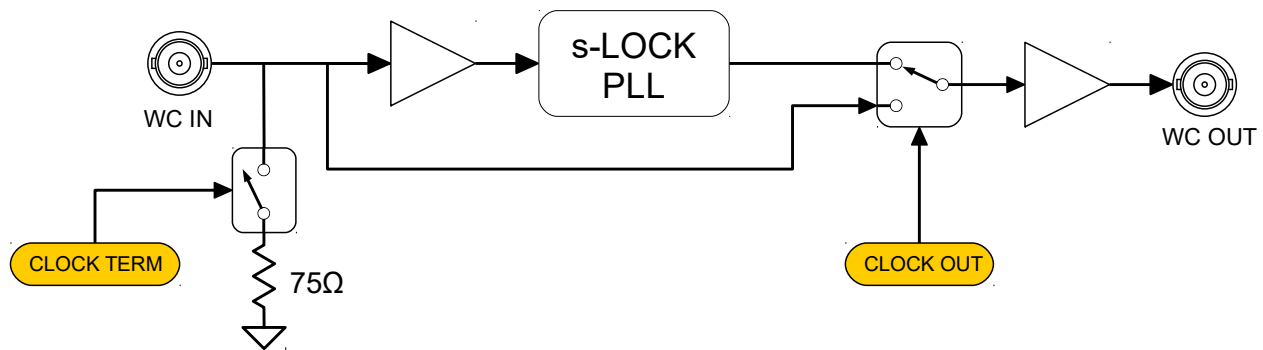 s-LOCK
PLL
WC IN
WC OUT
CLOCK TERM
CLOCK OUT
75Ω